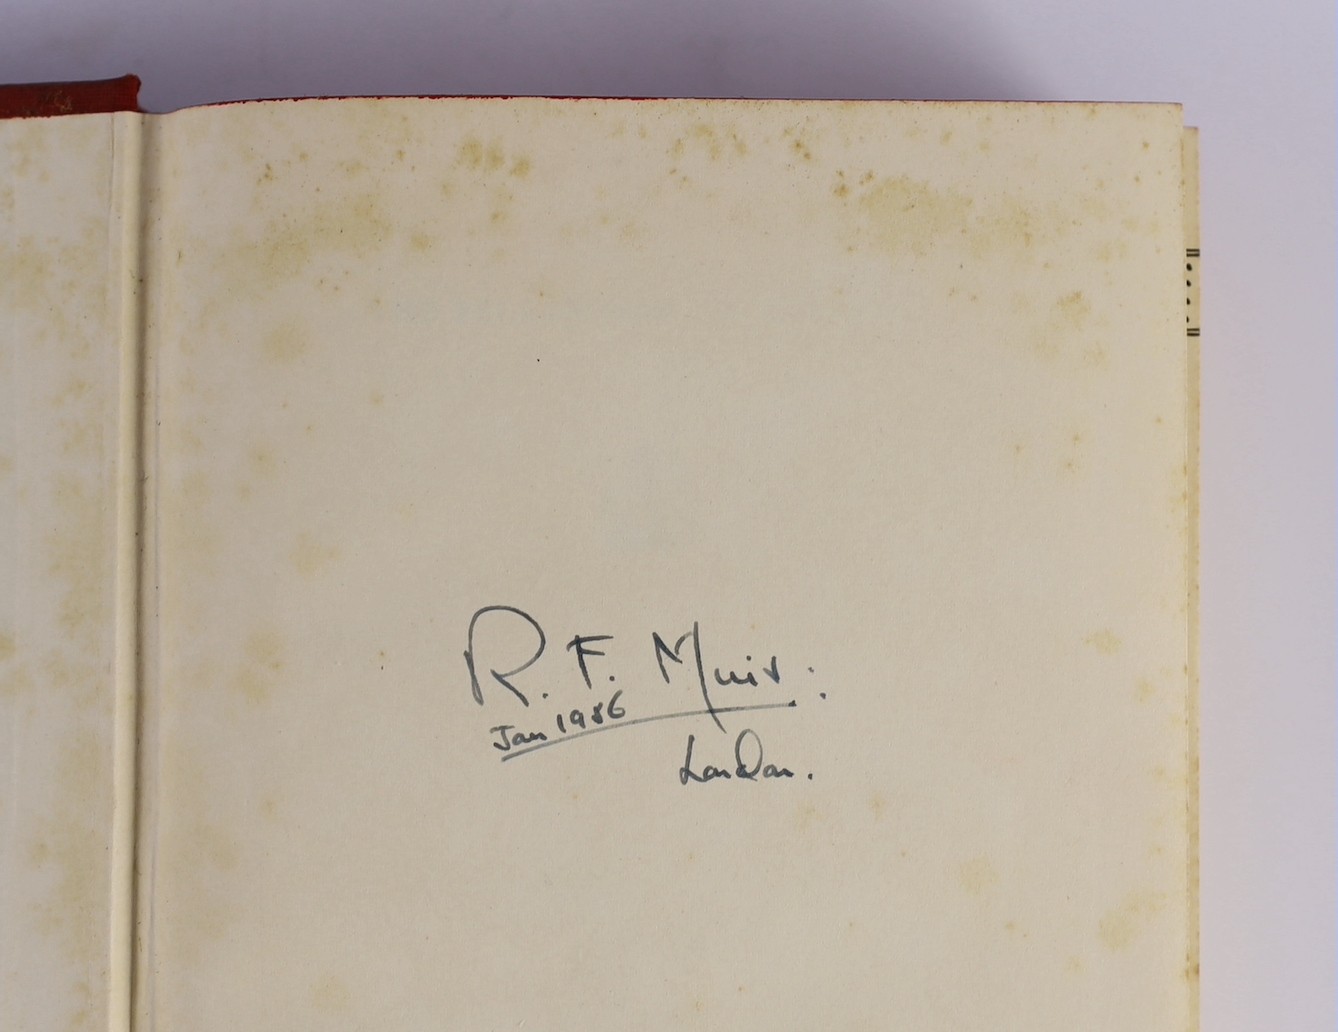 R. F. Muir :
Jan 1986
London.